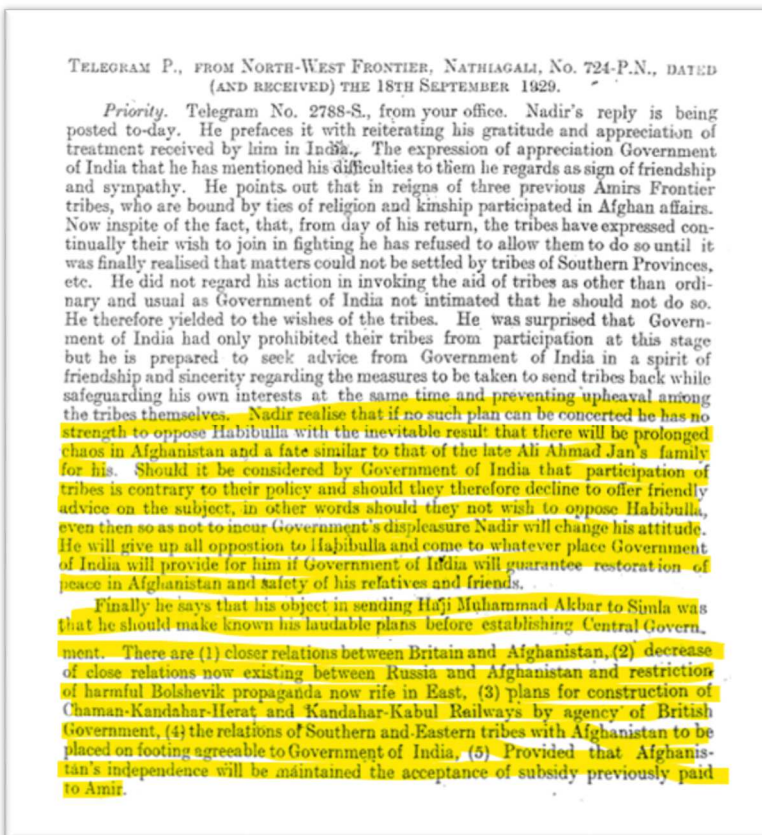 TELEGRAM P., FROM NORTH-WEST FRONTIER, NATHIAGALI, No. 724-P.N., DATED
(AND RECEIVED) THE 18TH SEPTEMBER 1929.
Priority. Telegram No. 2788-S., from your office. Nadir's reply is being
posted to-day. He prefaces it with reiterating his gratitude and appreciation of
treatment received by him in India. The expression of appreciation Government
of India that he has mentioned his difficulties to them he regards as sign of friendship
and sympathy. He points out that in reigns of three previous Amirs Frontier
tribes, who are bound by ties of religion and kinship participated in Afghan affairs.
Now inspite of the fact, that, from day of his return, the tribes have expressed con-
tinually their wish to join in fighting he has refused to allow them to do so until it
was finally realised that matters could not be settled by tribes of Southern Provinces,
etc. He did not regard his action in invoking the aid of tribes as other than ordi-
nary and usual as Government of India not intimated that he should not do so.
He therefore yielded to the wishes of the tribes. He was surprised that Govern-
ment of India had only prohibited their tribes from participation at this stage
but he is prepared to seek advice from Government of India in a spirit of
friendship and sincerity regarding the measures to be taken to send tribes back while
safeguarding his own interests at the same time and preventing upheaval among
the tribes themselves. Nadir realise that if no such plan can be concerted he has no
strength to oppose Habibulla with the inevitable result that there will be prolonged
chaos in Afghanistan and a fate similar to that of the late Ali Ahmad Jan's family
for his. Should it be considered by Government of India that participation of
tribes is contrary to their policy and should they therefore decline to offer friendly
advice on the subject, in other words should they not wish to oppose Habibulla,
even then so as not to incur Government's displeasure Nadir will change his attitude.
He will give up all oppostion to Habibulla and come to whatever place Government
of India will provide for him if Government of India will guarantee restoration of
peace in Afghanistan and safety of his relatives and friends.
Finally he says that his object in sending Haji Muhammad Akbar to Simla was
that he should make known his laudable plans before establishing Central Govern-
ment. There are (1) closer relations between Britain and Afghanistan, (2) decrease
of close relations now existing between Russia and Afghanistan and restriction
of harmful Bolshevik propaganda now rife in East, (3) plans for construction of
Chaman-Kandahar-Herat and Kandahar-Kabul Railways by agency of British
Government, (4) the relations of Southern and Eastern tribes with Afghanistan to be
placed on footing agreeable to Government of India, (5) Provided that Afghanis-
tan's independence will be maintained the acceptance of subsidy previously paid
to Amir.